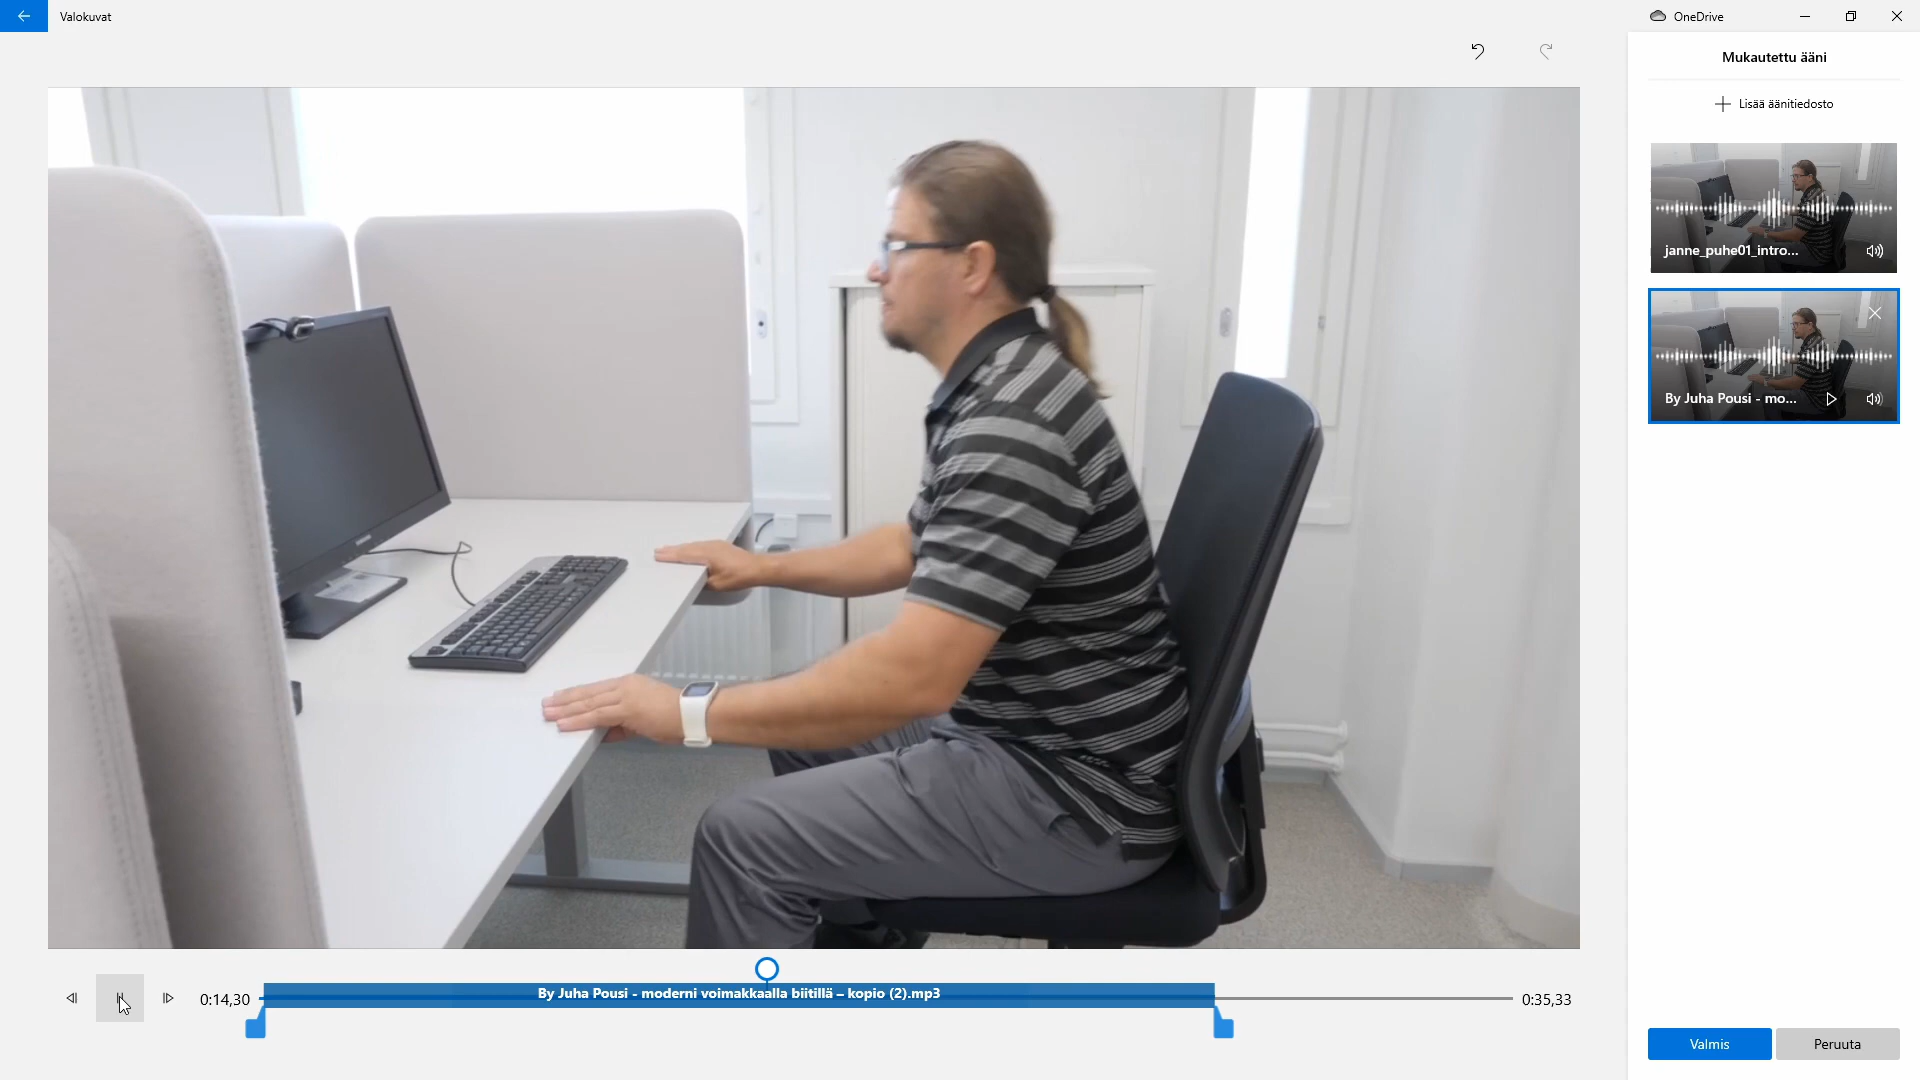 Valokuvat
OneDrive
Mukautettu ääni
Lisää äänitiedosto
janne_puhe01_intro...
By Juha Pousi - mo...
0:14,30
By Juha Pousi - moderni voimakkaalla biitillä – kopio (2).mp3
0:35,33
Valmis
Peruuta